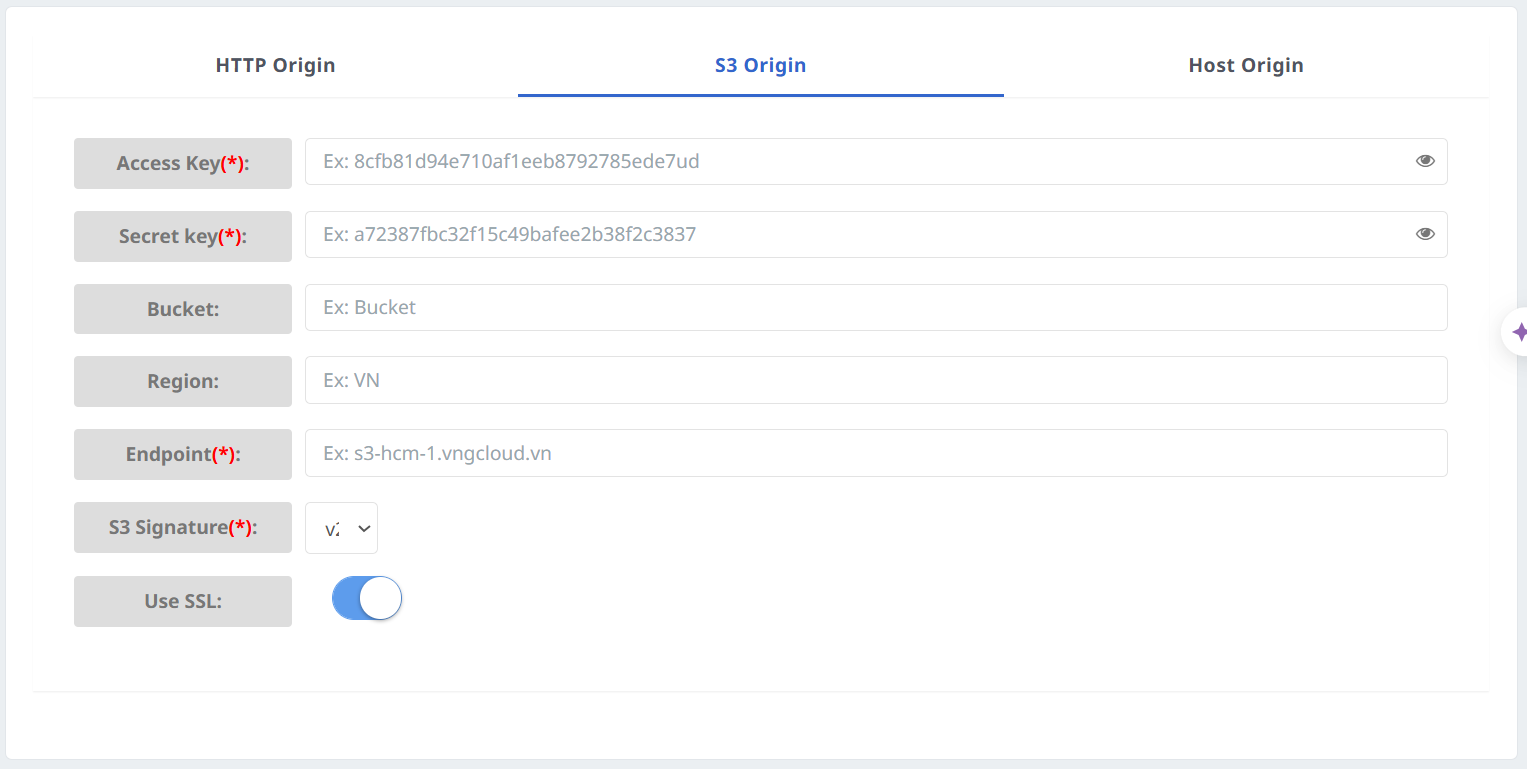 HTTP Origin
S3 Origin
Host Origin
Access Key(*):
Ex: 8cfb81d94e710af1eeb8792785ede7ud
Secret key(*):
Ex: a72387fbc32f15c49bafee2b38f2c3837
Bucket:
Ex: Bucket
Region:
Ex: VN
Endpoint(*):
Ex: s3-hcm-1.vngcloud.vn
S3 Signature(*):
v2
Use SSL: